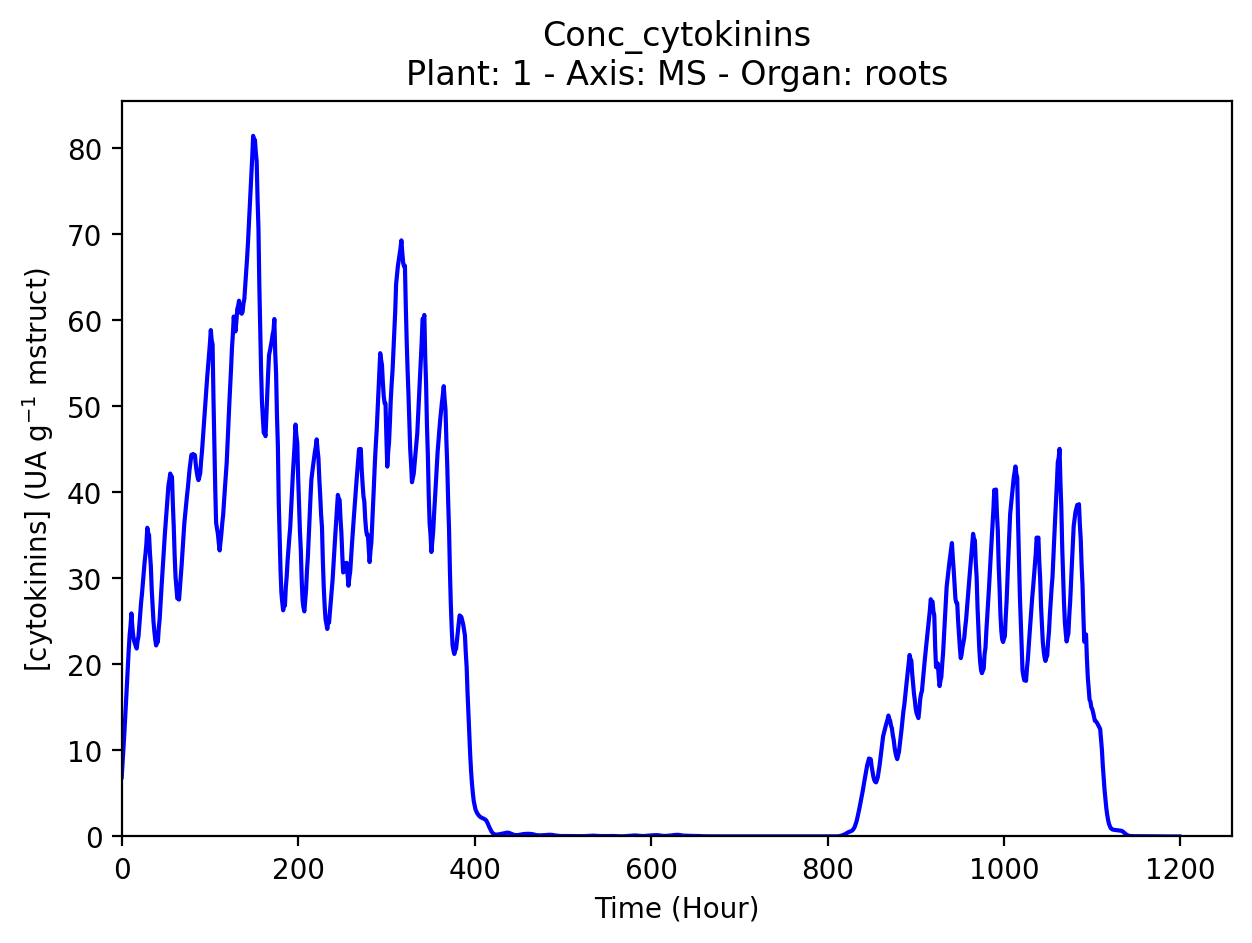 Conc_cytokinins
Plant: 1 - Axis: MS - Organ: roots
[cytokinins] (UA g⁻¹ mstruct)
80
70
60
50
40
30
20
10
0
0 200 400 600 800 1000 1200
Time (Hour)